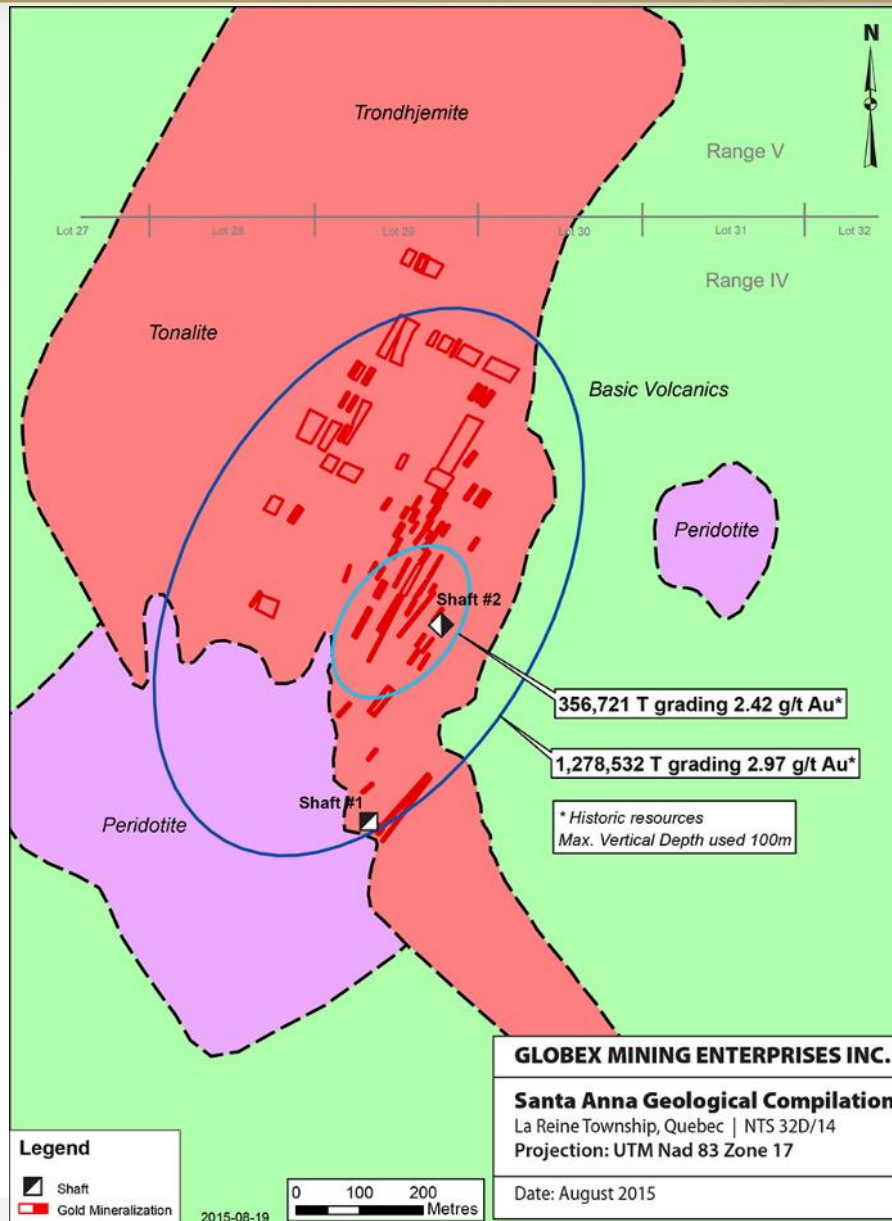 N
Trondhjemite
Range V
Lot 27
Lot 28
Lot 29
Lot 30
Lot 31
Lot 32
Range IV
Tonalite
Basic Volcanics
Peridotite
Shaft #2
356,721 T grading 2.42 g/t Au*
1,278,532 T grading 2.97 g/t Au*
Shaft #1
* Historic resources
Max. Vertical Depth used 100m
Peridotite
GLOBEX MINING ENTERPRISES INC.
Santa Anna Geological Compilation
La Reine Township, Quebec | NTS 32D/14
Projection: UTM Nad 83 Zone 17
Date: August 2015
Legend
Shaft
Gold Mineralization
2015-08-19
0 100 200
Metres